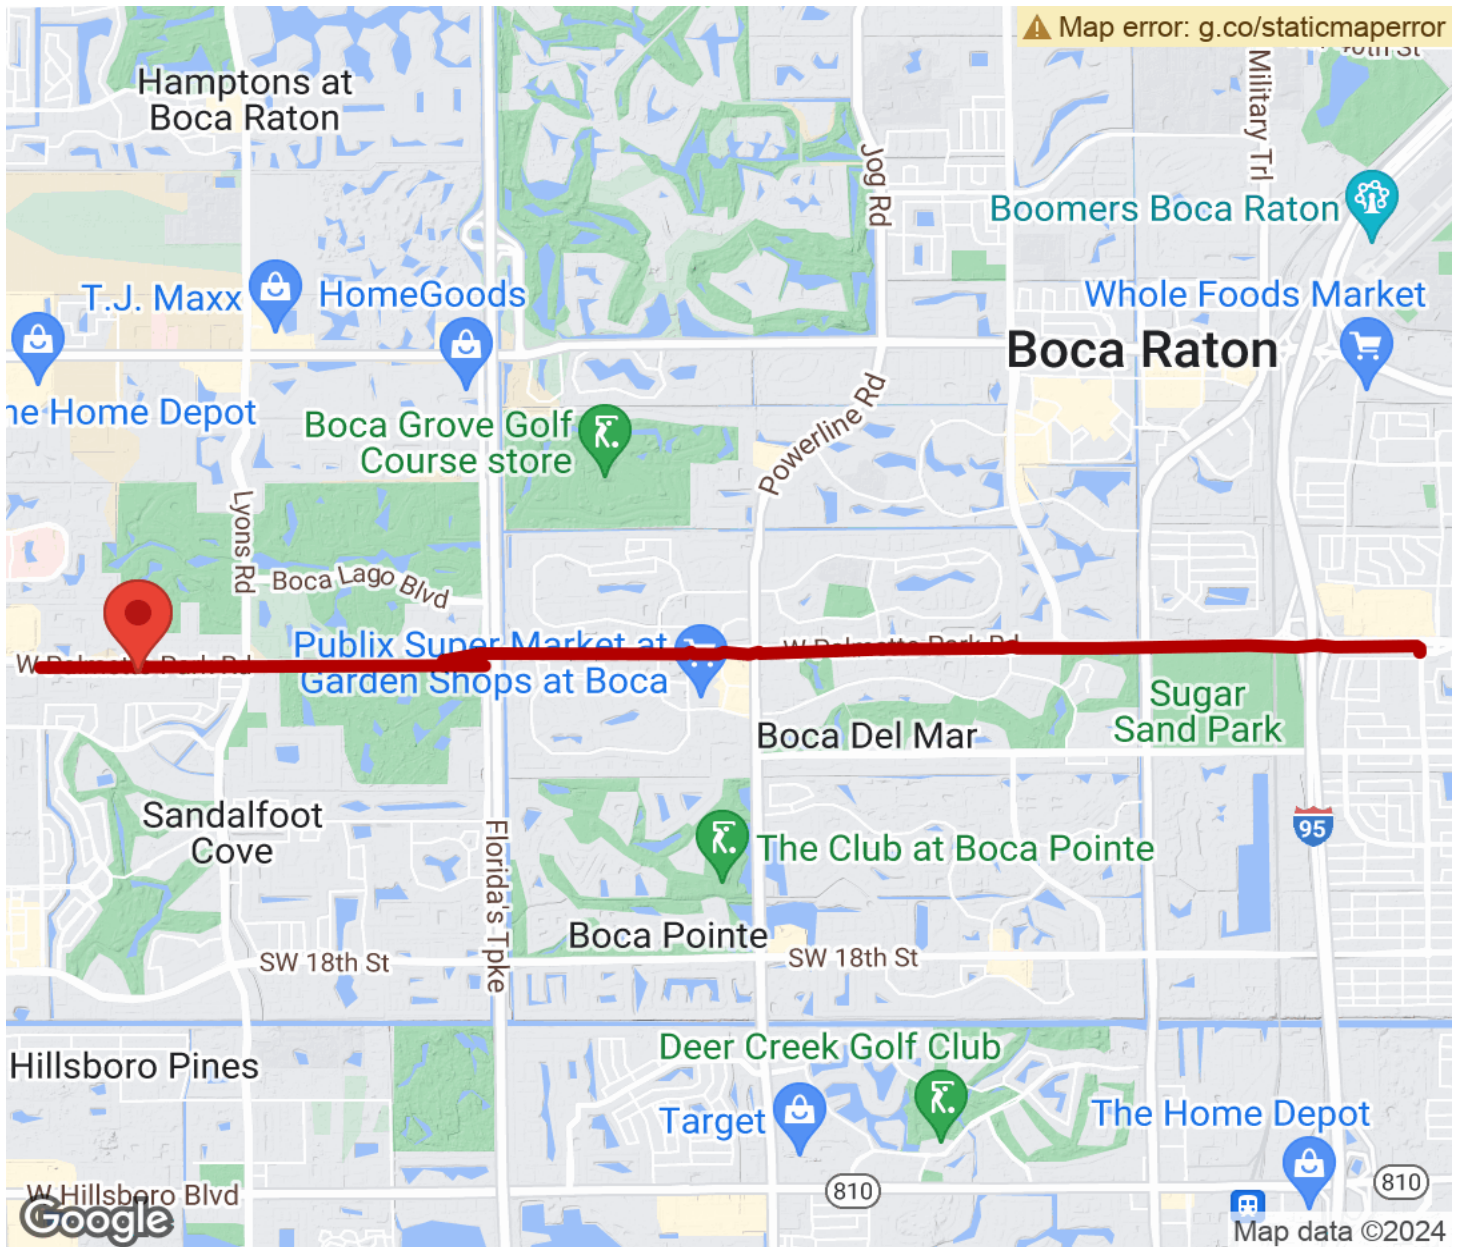 Map error: g.co/staticmaperror
Hamptons at
Boca Raton
Military Trl
Jog Rd
Boomers Boca Raton
T.J. Maxx
HomeGoods
Whole Foods Market
Boca Raton
Home Depot
Boca Grove Golf
Course store
Powerline Rd
Lyons Rd
Boca Lago Blvd
Publix Super Market at
Garden Shops at Boca
W Palmetto Park Rd
W Palmetto Park Rd
Sugar
Sand Park
Boca Del Mar
Sandalfoot
Cove
Florida's Tpke
95
The Club at Boca Pointe
Boca Pointe
SW 18th St
SW 18th St
Hillsboro Pines
Deer Creek Golf Club
Target
The Home Depot
W Hillsboro Blvd
810
810
Google
Map data ©2024